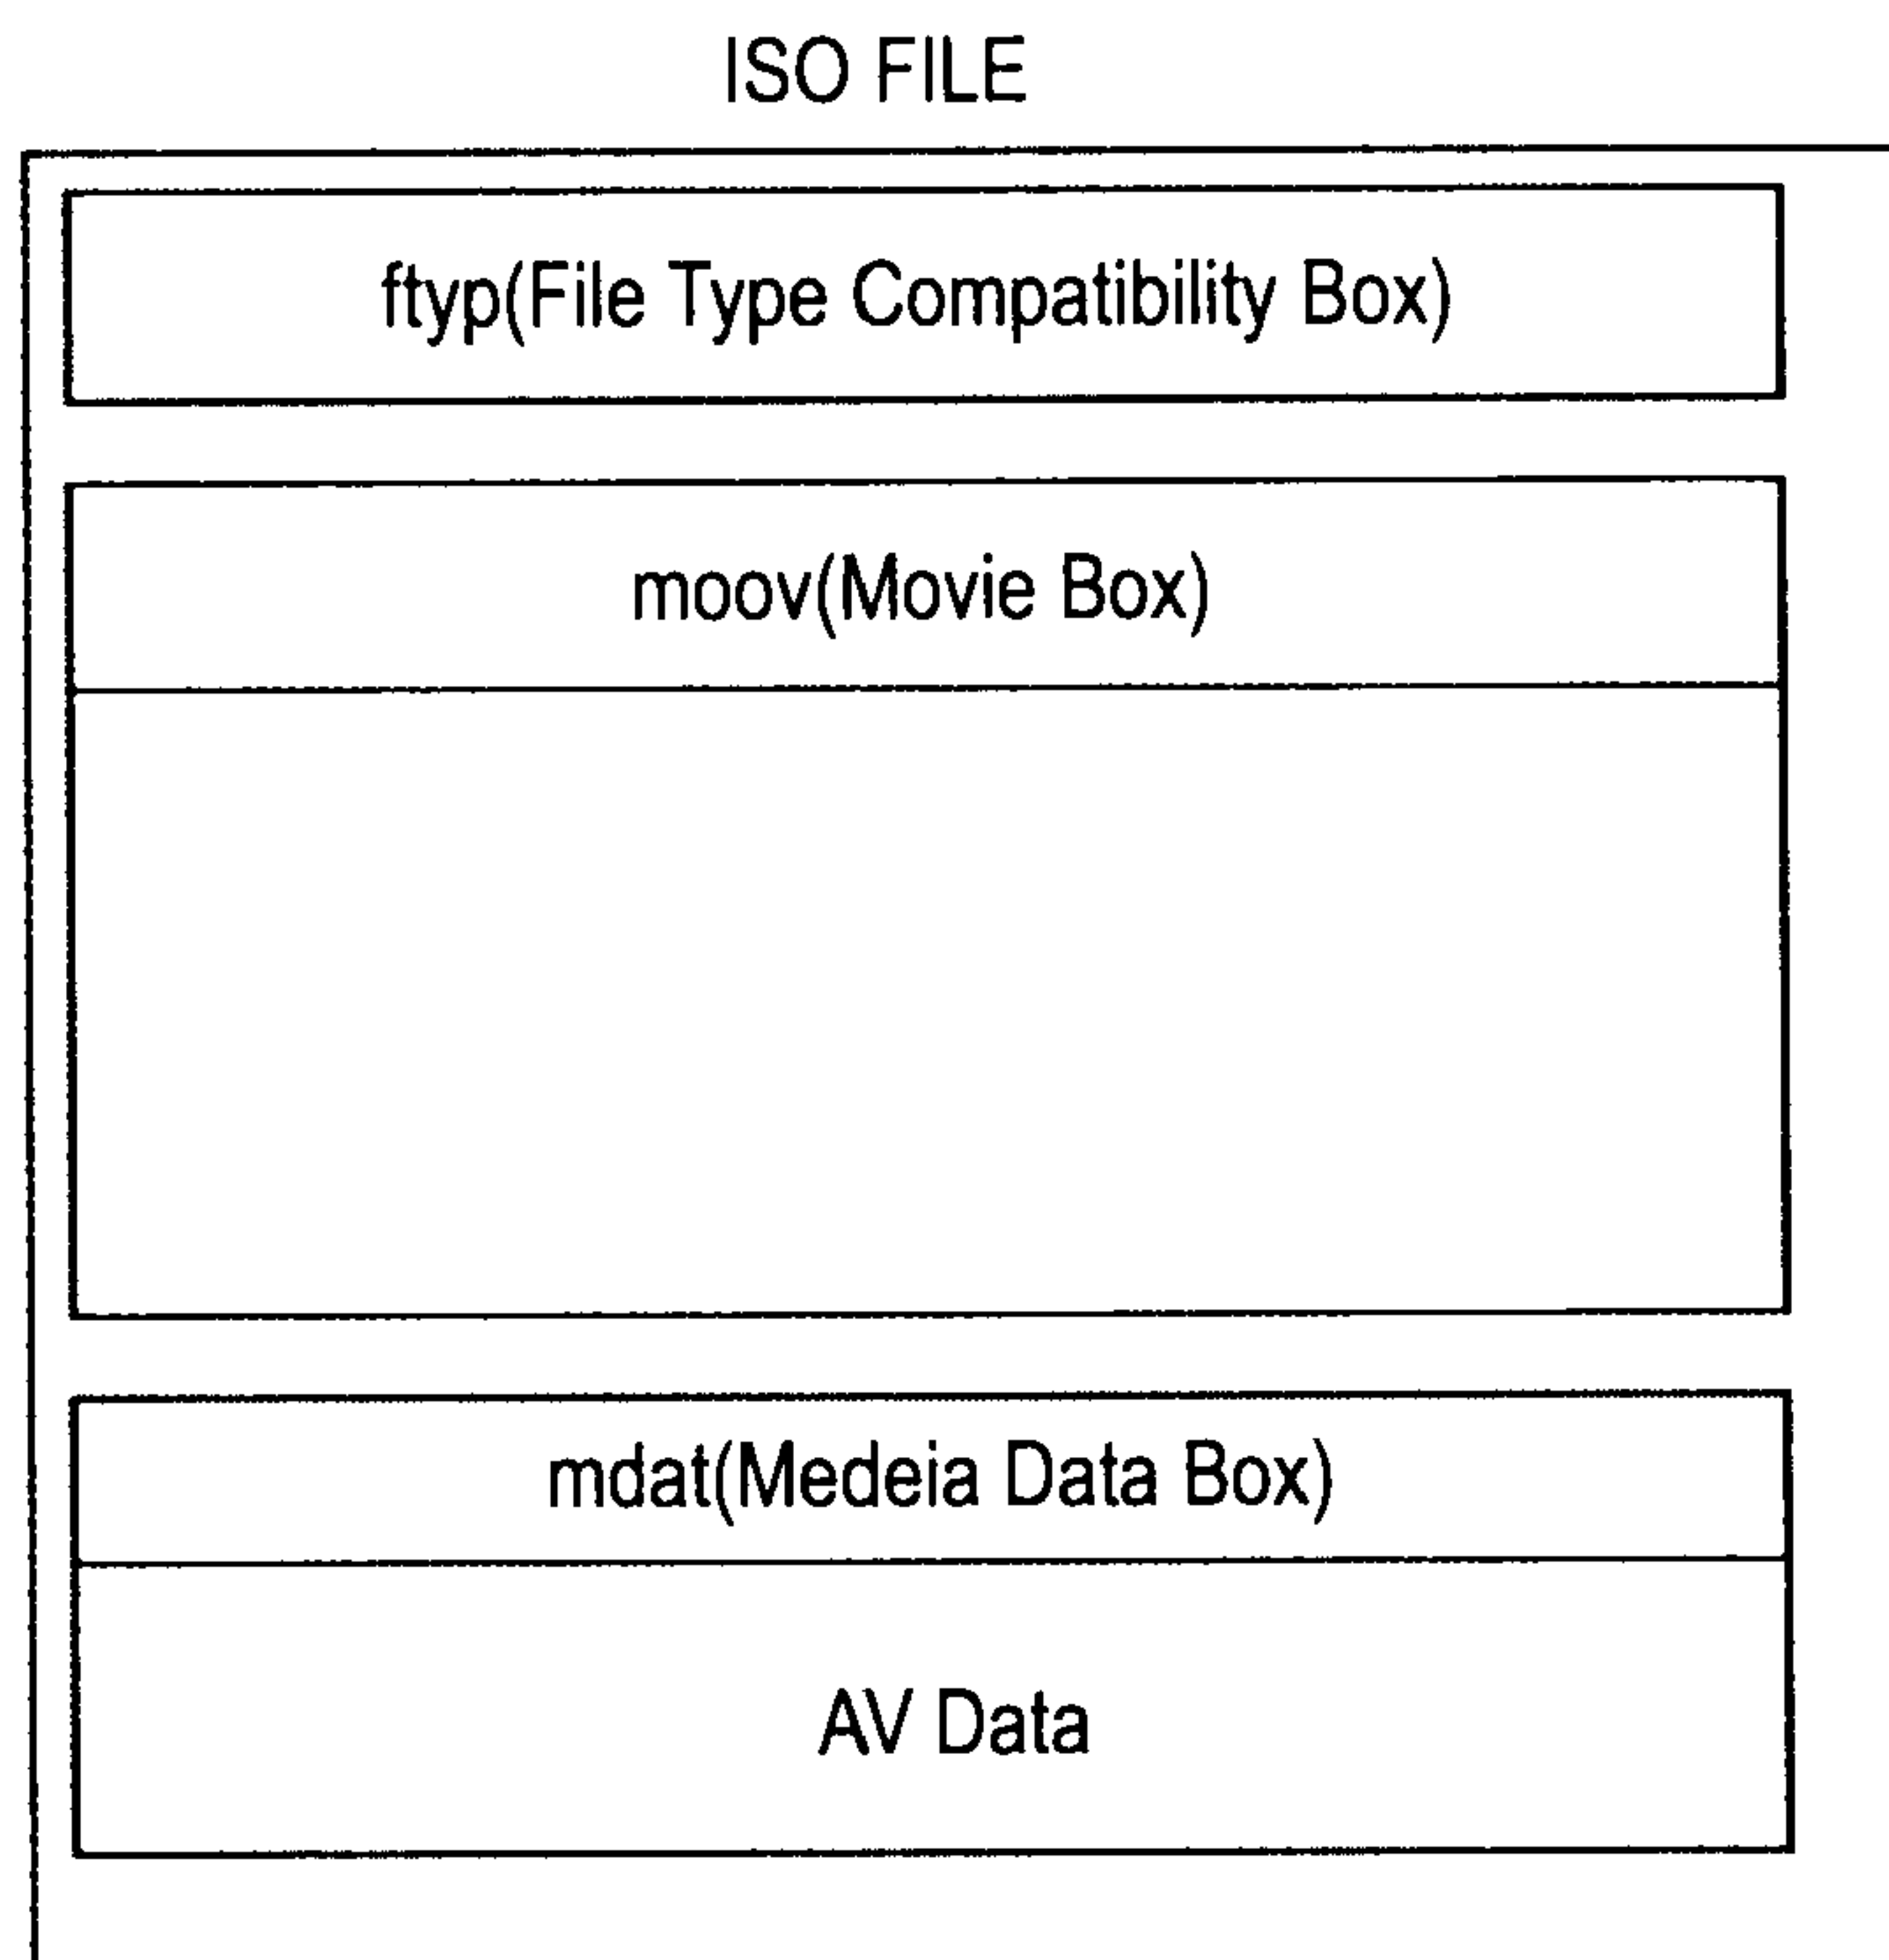 ISO FILE
ftyp(File Type Compatibility Box)
moov(Movie Box)
mdat(Medeia Data Box)
AV Data